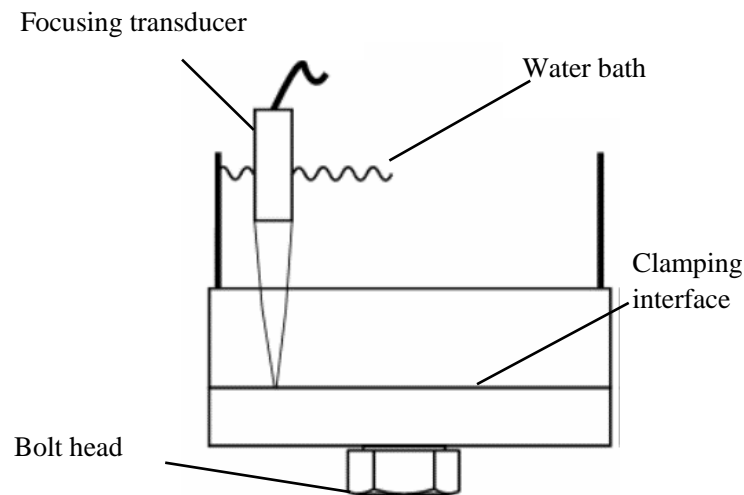 Focusing transducer
Water bath
Clamping
interface
Bolt head